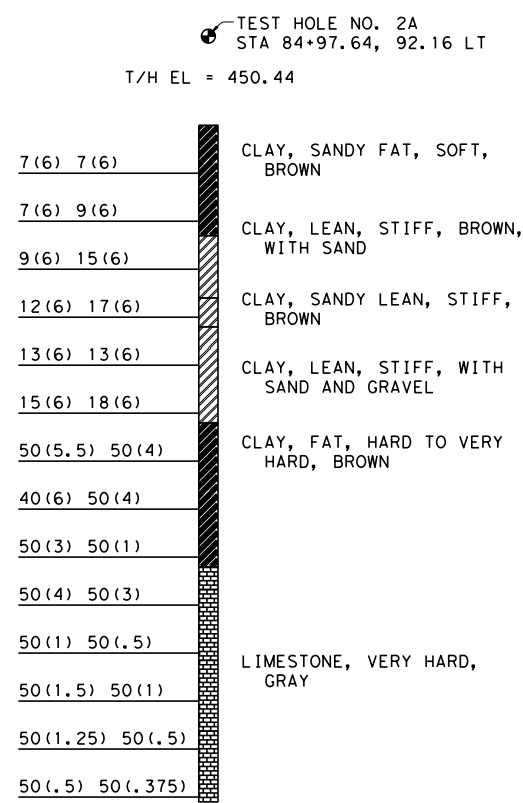 TEST HOLE NO. 2A
STA 84+97.64, 92.16 LT
T/H EL = 450.44
7(6) 7(6)
CLAY, SANDY FAT, SOFT,
BROWN
7(6) 9(6)
CLAY, LEAN, STIFF, BROWN,
WITH SAND
9(6) 15(6)
12(6) 17(6)
CLAY, SANDY LEAN, STIFF,
BROWN
13(6) 13(6)
CLAY, LEAN, STIFF, WITH
SAND AND GRAVEL
15(6) 18(6)
50(5.5) 50(4)
CLAY, FAT, HARD TO VERY
HARD, BROWN
40(6) 50(4)
50(3) 50(1)
50(4) 50(3)
50(1) 50(.5)
LIMESTONE, VERY HARD,
GRAY
50(1.5) 50(1)
50(1.25) 50(.5)
50(.5) 50(.375)